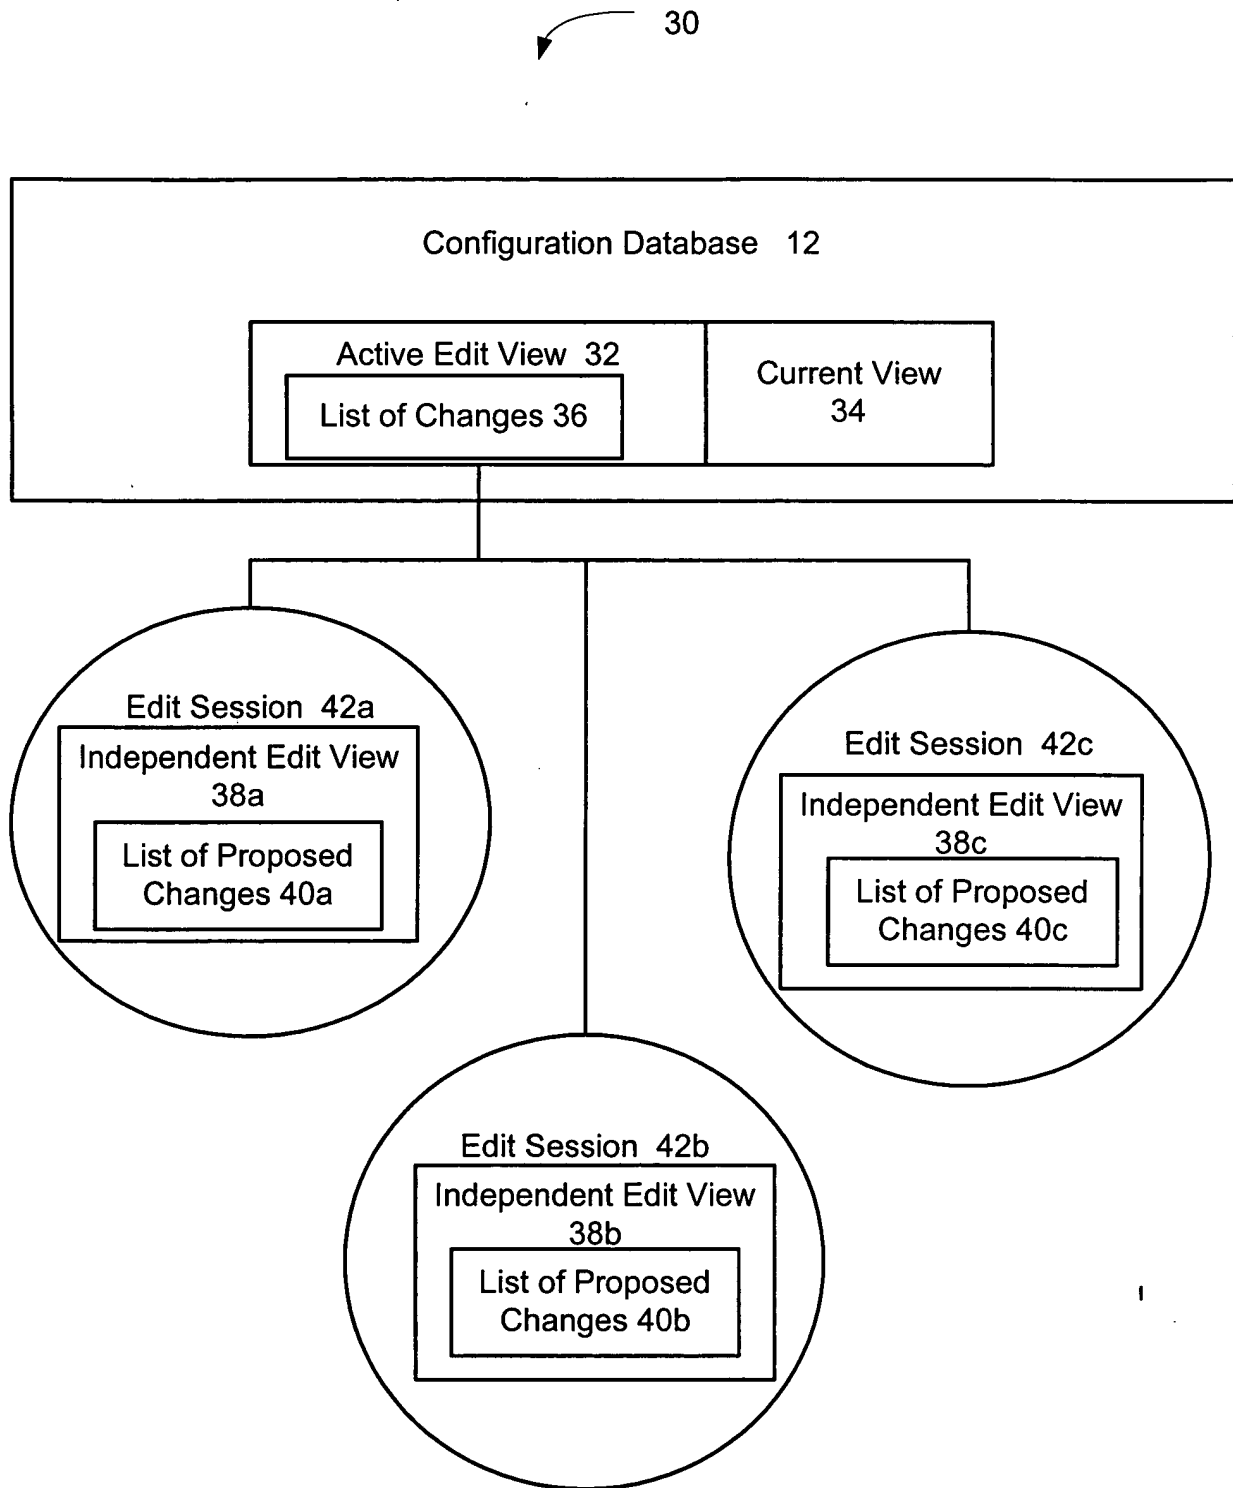 30
Configuration Database 12
Active Edit View 32
List of Changes 36
Current View
34
Edit Session 42a
Independent Edit View
38a
List of Proposed
Changes 40a
Edit Session 42c
Independent Edit View
38c
List of Proposed
Changes 40c
Edit Session 42b
Independent Edit View
38b
List of Proposed
Changes 40b